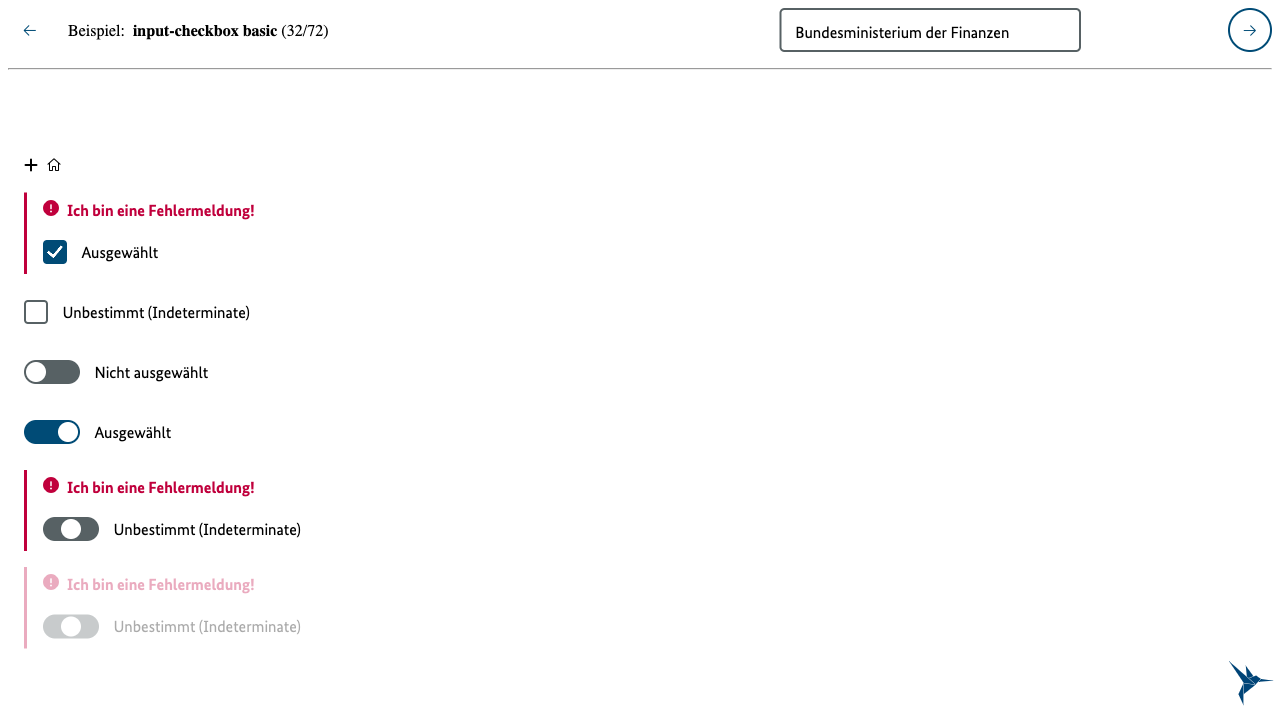 Beispiel: input-checkbox basic (32/72)
Bundesministerium der Finanzen
Ich bin eine Fehlermeldung!
Ausgewählt
Unbestimmt (Indeterminate)
Nicht ausgewählt
Ausgewählt
Ich bin eine Fehlermeldung!
Unbestimmt (Indeterminate)
Ich bin eine Fehlermeldung!
Unbestimmt (Indeterminate)